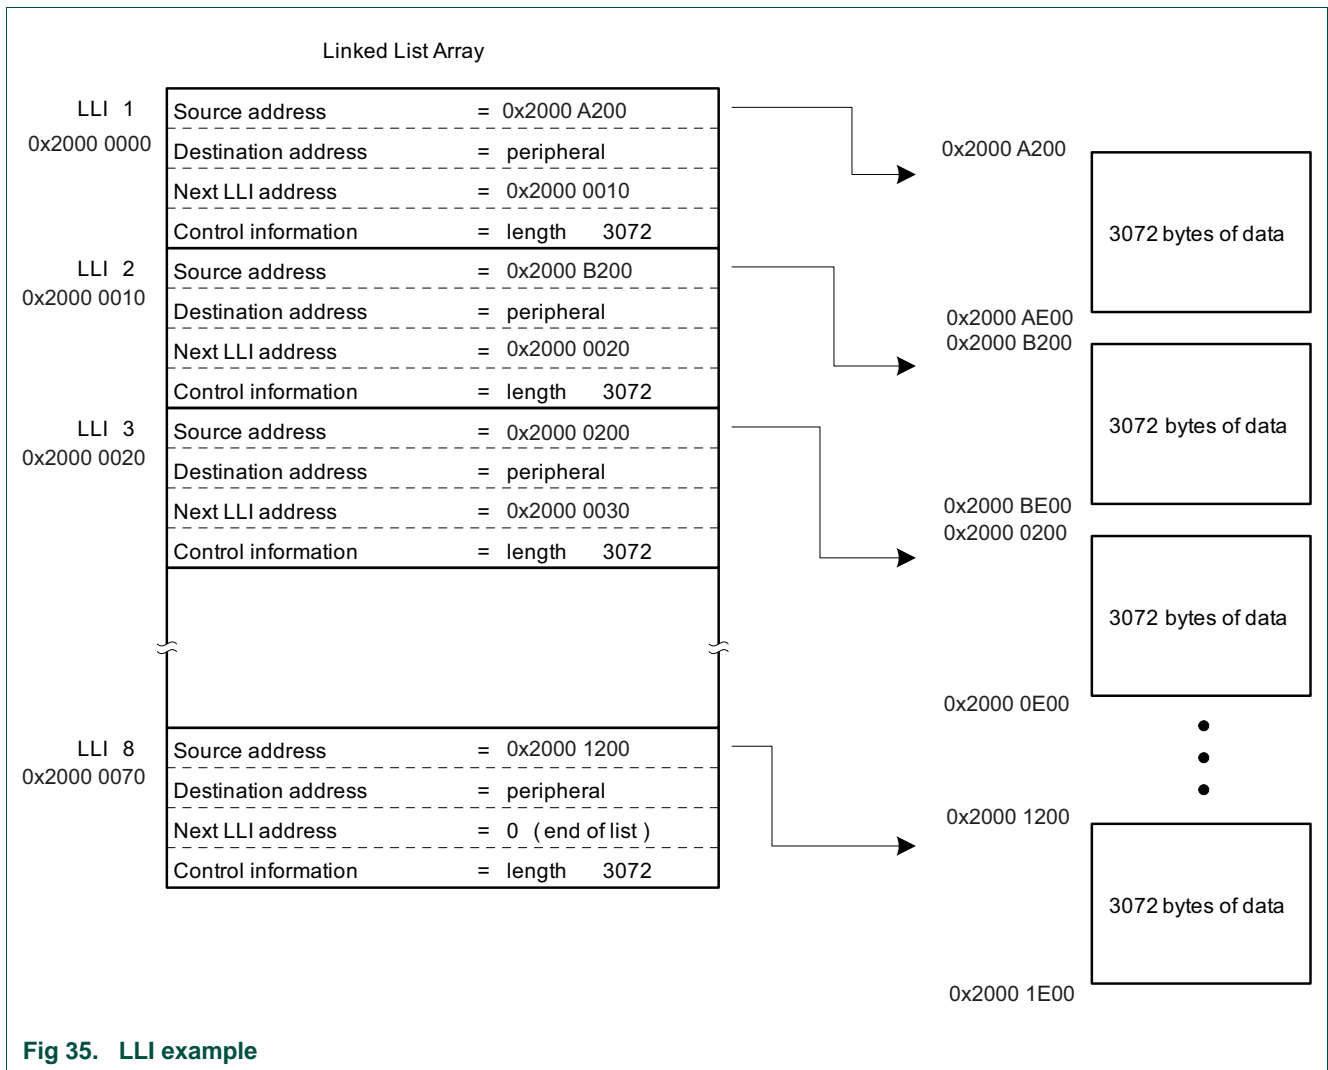 Linked List Array
LLI 1
0x2000 0000
Source address = 0x2000 A200
Destination address = peripheral
Next LLI address = 0x2000 0010
Control information = length 3072
LLI 2
0x2000 0010
Source address = 0x2000 B200
Destination address = peripheral
Next LLI address = 0x2000 0020
Control information = length 3072
LLI 3
0x2000 0020
Source address = 0x2000 0200
Destination address = peripheral
Next LLI address = 0x2000 0030
Control information = length 3072
LLI 8
0x2000 0070
Source address = 0x2000 1200
Destination address = peripheral
Next LLI address = 0 (end of list)
Control information = length 3072
0x2000 A200
3072 bytes of data
0x2000 AE00
0x2000 B200
3072 bytes of data
0x2000 BE00
0x2000 0200
3072 bytes of data
0x2000 0E00
0x2000 1200
3072 bytes of data
0x2000 1E00
Fig 35. LLI example